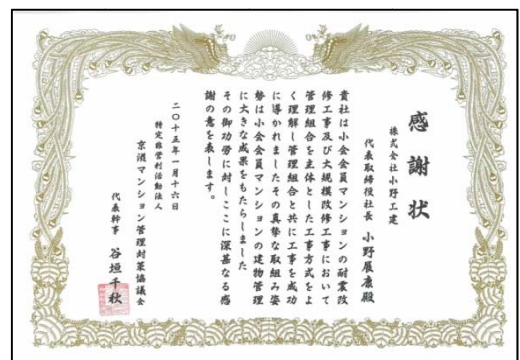 感謝状
株式会社小野工建
代表取締役社長 小野展康殿
貴社は小会会員マンションの耐震改
修工事及び大規模改修工事において
管理組合を主体とした工事方式をよ
く理解し管理組合と共に工事を成功
に導かれましたその真摯な取組み姿
勢は小会会員マンションの建物管理
に大きな成果をもたらしました
その御功労に対しここに深甚なる感
謝の意を表します。
二〇十五年一月十六日
特定非営利活動法人
京滋マンション管理対策協議会
代表幹事 谷垣千秋